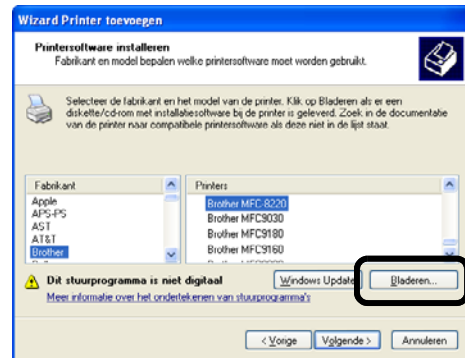 Wizard Printer toevoegen
Printersoftware installeren
Fabrikant en model bepalen welke printersoftware moet worden gebruikt.
Selecteer de fabrikant en het model van de printer. Klik op Bladeren als er een
diskette/cd-rom met installatiesoftware bij de printer is geleverd. Zoek in de documentatie
van de printer naar compatibele printersoftware als deze niet in de lijst staat.
Fabrikant
Apple
APS-PS
AST
AT&T
Brother
Printers
Brother MFC-8220
Brother MFC9030
Brother MFC9180
Brother MFC9160
Dit stuurprogramma is niet digitaal
Windows Update
Bladeren...
Meer informatie over het ondertekenen van stuurprogramma's
< Vorige
Volgende >
Annuleren